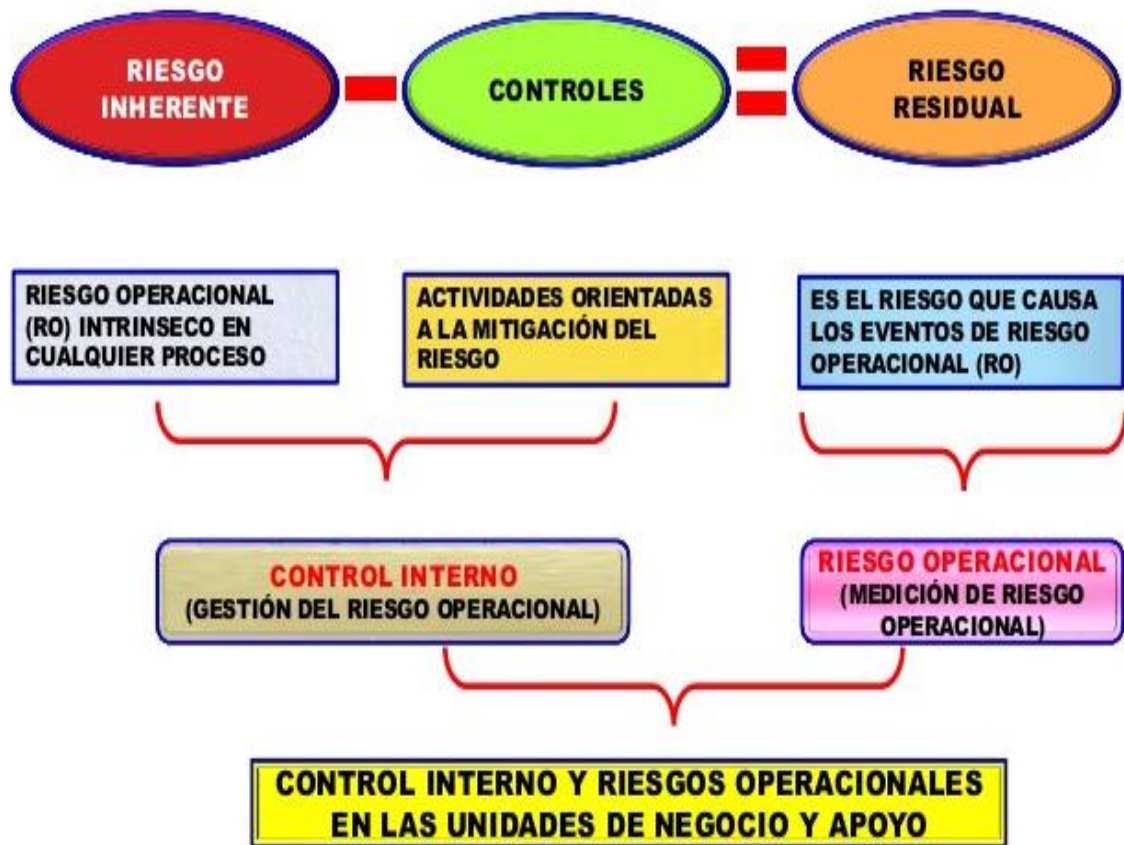 RIESGO
INHERENTE
CONTROLES
RIESGO
RESIDUAL
RIESGO OPERACIONAL
(RO) INTRINSECO EN
CUALQUIER PROCESO
ACTIVIDADES ORIENTADAS
A LA MITIGACIÓN DEL
RIESGO
ES EL RIESGO QUE CAUSA
LOS EVENTOS DE RIESGO
OPERACIONAL (RO)
CONTROL INTERNO
(GESTIÓN DEL RIESGO OPERACIONAL)
RIESGO OPERACIONAL
(MEDICIÓN DE RIESGO
OPERACIONAL)
CONTROL INTERNO Y RIESGOS OPERACIONALES
EN LAS UNIDADES DE NEGOCIO Y APOYO